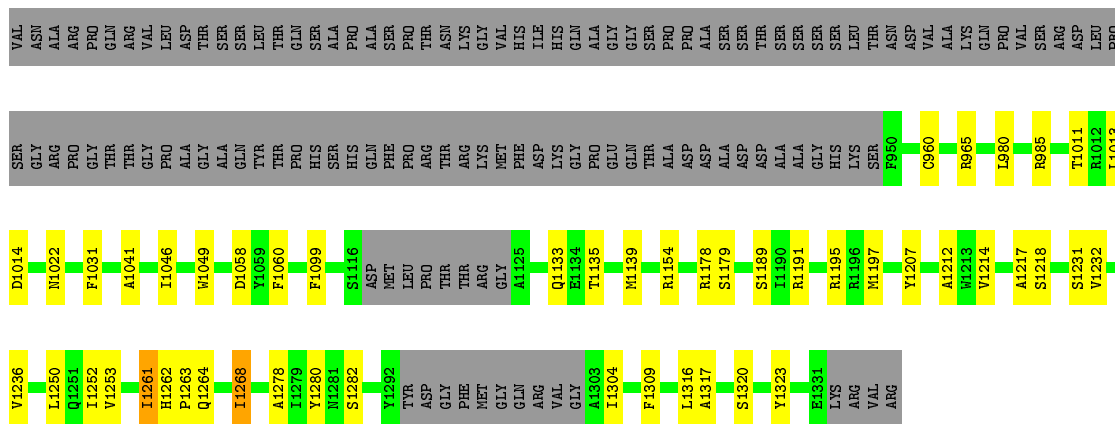 VAL ASN ALA ARG PRO GLN ARG VAL LEU ASP THR SER SER LEU THR GLN SER ALA PRO ALA SER PRO THR ASN LYS GLY VAL HIS ILE HIS GLN ALA GLY GLY SER PRO PRO ALA SER SER THR SER SER SER SER LEU THR ASN ASP VAL ALA LYS GLN PRO VAL SER ARG ASP LEU PRO
SER GLY ARG PRO GLY THR THR GLY PRO ALA GLY ALA GLN TYR THR PRO HIS SER HIS GLN PHE PRO ARG THR ARG LYS MET PHE ASP LYS GLY PRO GLU GLN THR ALA ASP ASP ALA ASP ASP ALA ALA GLY HIS LYS SER F950 C960 R965 L980 R985 T1011 R1012 I1013
D1014 N1022 F1031 A1041 I1046 W1049 D1058 Y1059 F1060 F1099 S1116 ASP MET LEU PRO THR THR ARG GLY A1125 Q1133 E1134 T1135 M1139 R1154 R1178 S1179 S1189 I1190 R1191 R1195 R1196 M1197 Y1207 A1212 W1213 V1214 A1217 S1218 S1231 V1232
V1236 L1250 Q1251 I1252 V1253 I1261 H1262 P1263 Q1264 I1268 A1278 I1279 Y1280 N1281 S1282 Y1292 TYR ASP GLY PHE MET GLY GLN ARG VAL GLY A1303 I1304 F1309 L1316 A1317 S1320 Y1323 E1331 LYS ARG VAL ARG